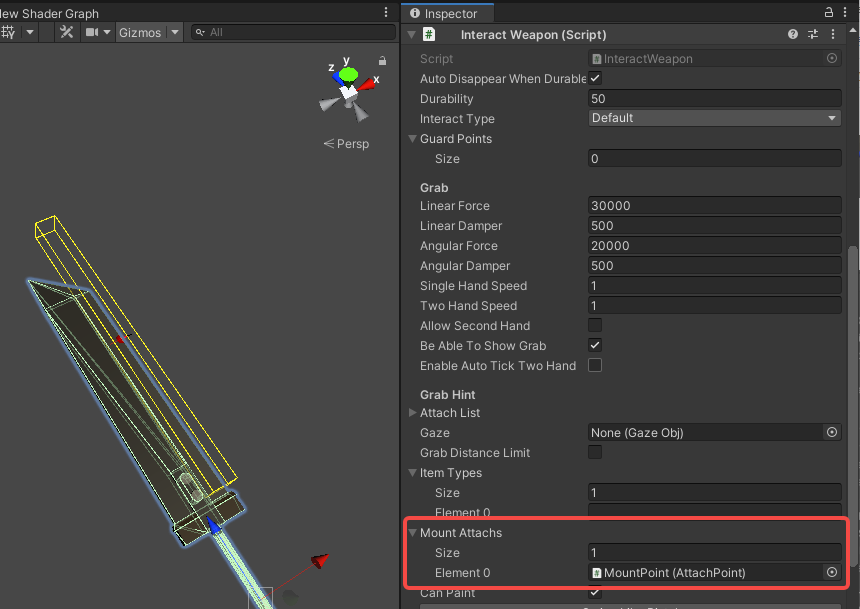 New Shader Graph
Gizmos
All
y
z
x
Persp
Inspector
Interact Weapon (Script)
Script InteractWeapon
Auto Disappear When Durable
Durability 50
Interact Type Default
Guard Points
Size 0
Grab
Linear Force 30000
Linear Damper 500
Angular Force 20000
Angular Damper 500
Single Hand Speed 1
Two Hand Speed 1
Allow Second Hand
Be Able To Show Grab
Enable Auto Tick Two Hand
Grab Hint
Attach List
Gaze None (Gaze Obj)
Grab Distance Limit
Item Types
Size 1
Element 0
Mount Attachs
Size 1
Element 0 MountPoint (AttachPoint)
Can Paint